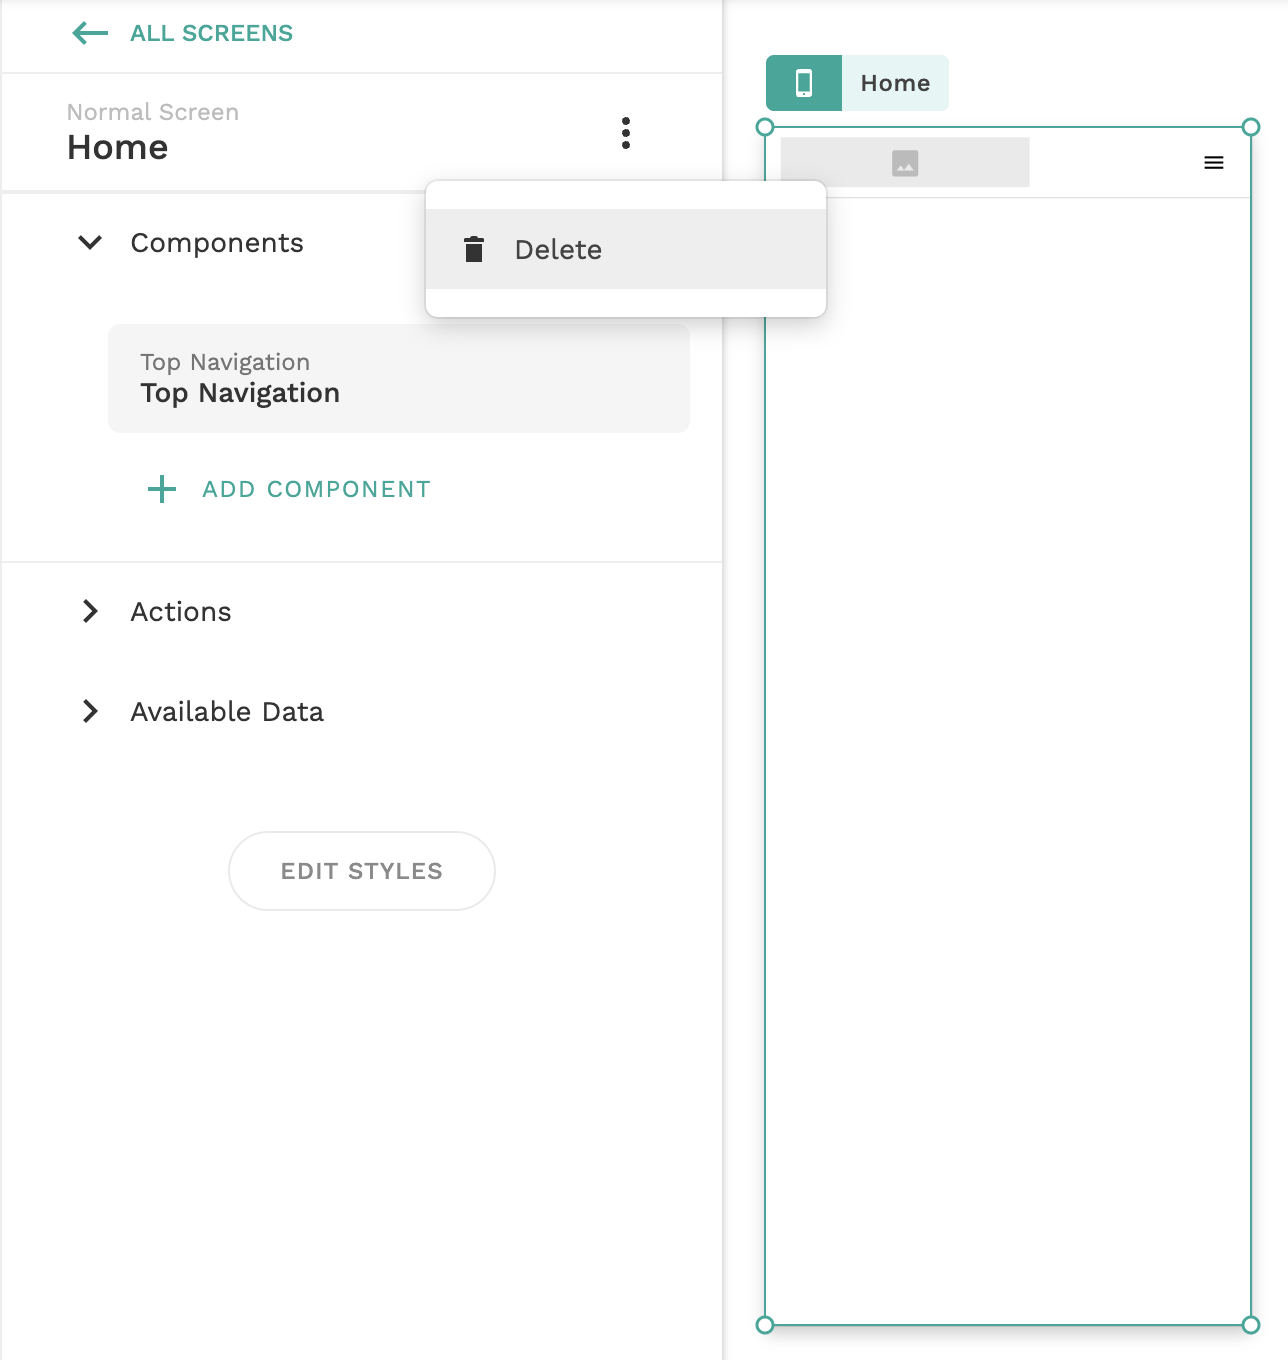 ALL SCREENS
Normal Screen
Home
Delete
Components
Top Navigation
Top Navigation
ADD COMPONENT
Actions
Available Data
EDIT STYLES
Home